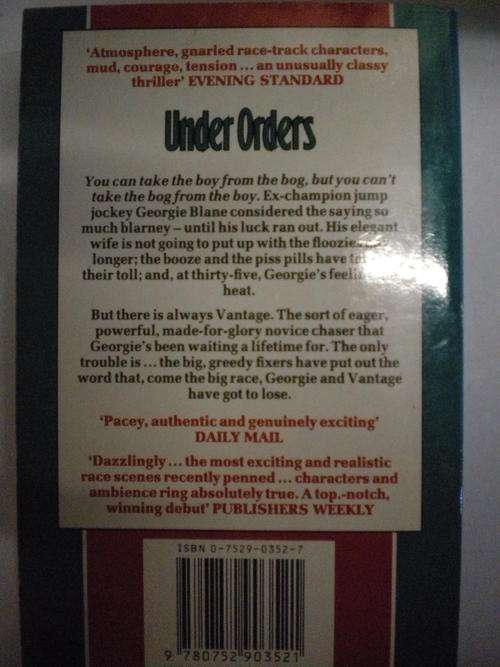 ‘Atmosphere, gnarled race-track characters,
mud, courage, tension ... an unusually classy
thriller’ EVENING STANDARD
Under Orders
You can take the boy from the bog, but you can't
take the bog from the boy. Ex-champion jump
jockey Georgie Blane considered the saying so
much blarney – until his luck ran out. His elegant
wife is not going to put up with the
longer; the booze and the piss pills have
their toll; and, at thirty-five, Georgie's
heat.
But there is always Vantage. The sort of eager,
powerful, made-for-glory novice chaser that
Georgie's been waiting a lifetime for. The only
trouble is ... the big, greedy fixers have put out the
word that, come the big race, Georgie and Vantage
have got to lose.
‘Pacey, authentic and genuinely exciting’
DAILY MAIL
‘Dazzlingly ... the most exciting and realistic
race scenes recently penned ... characters and
ambience ring absolutely true. A top.-notch,
winning debut’ PUBLISHERS WEEKLY
ISBN 0-7529-0352-7
9 780752 903521